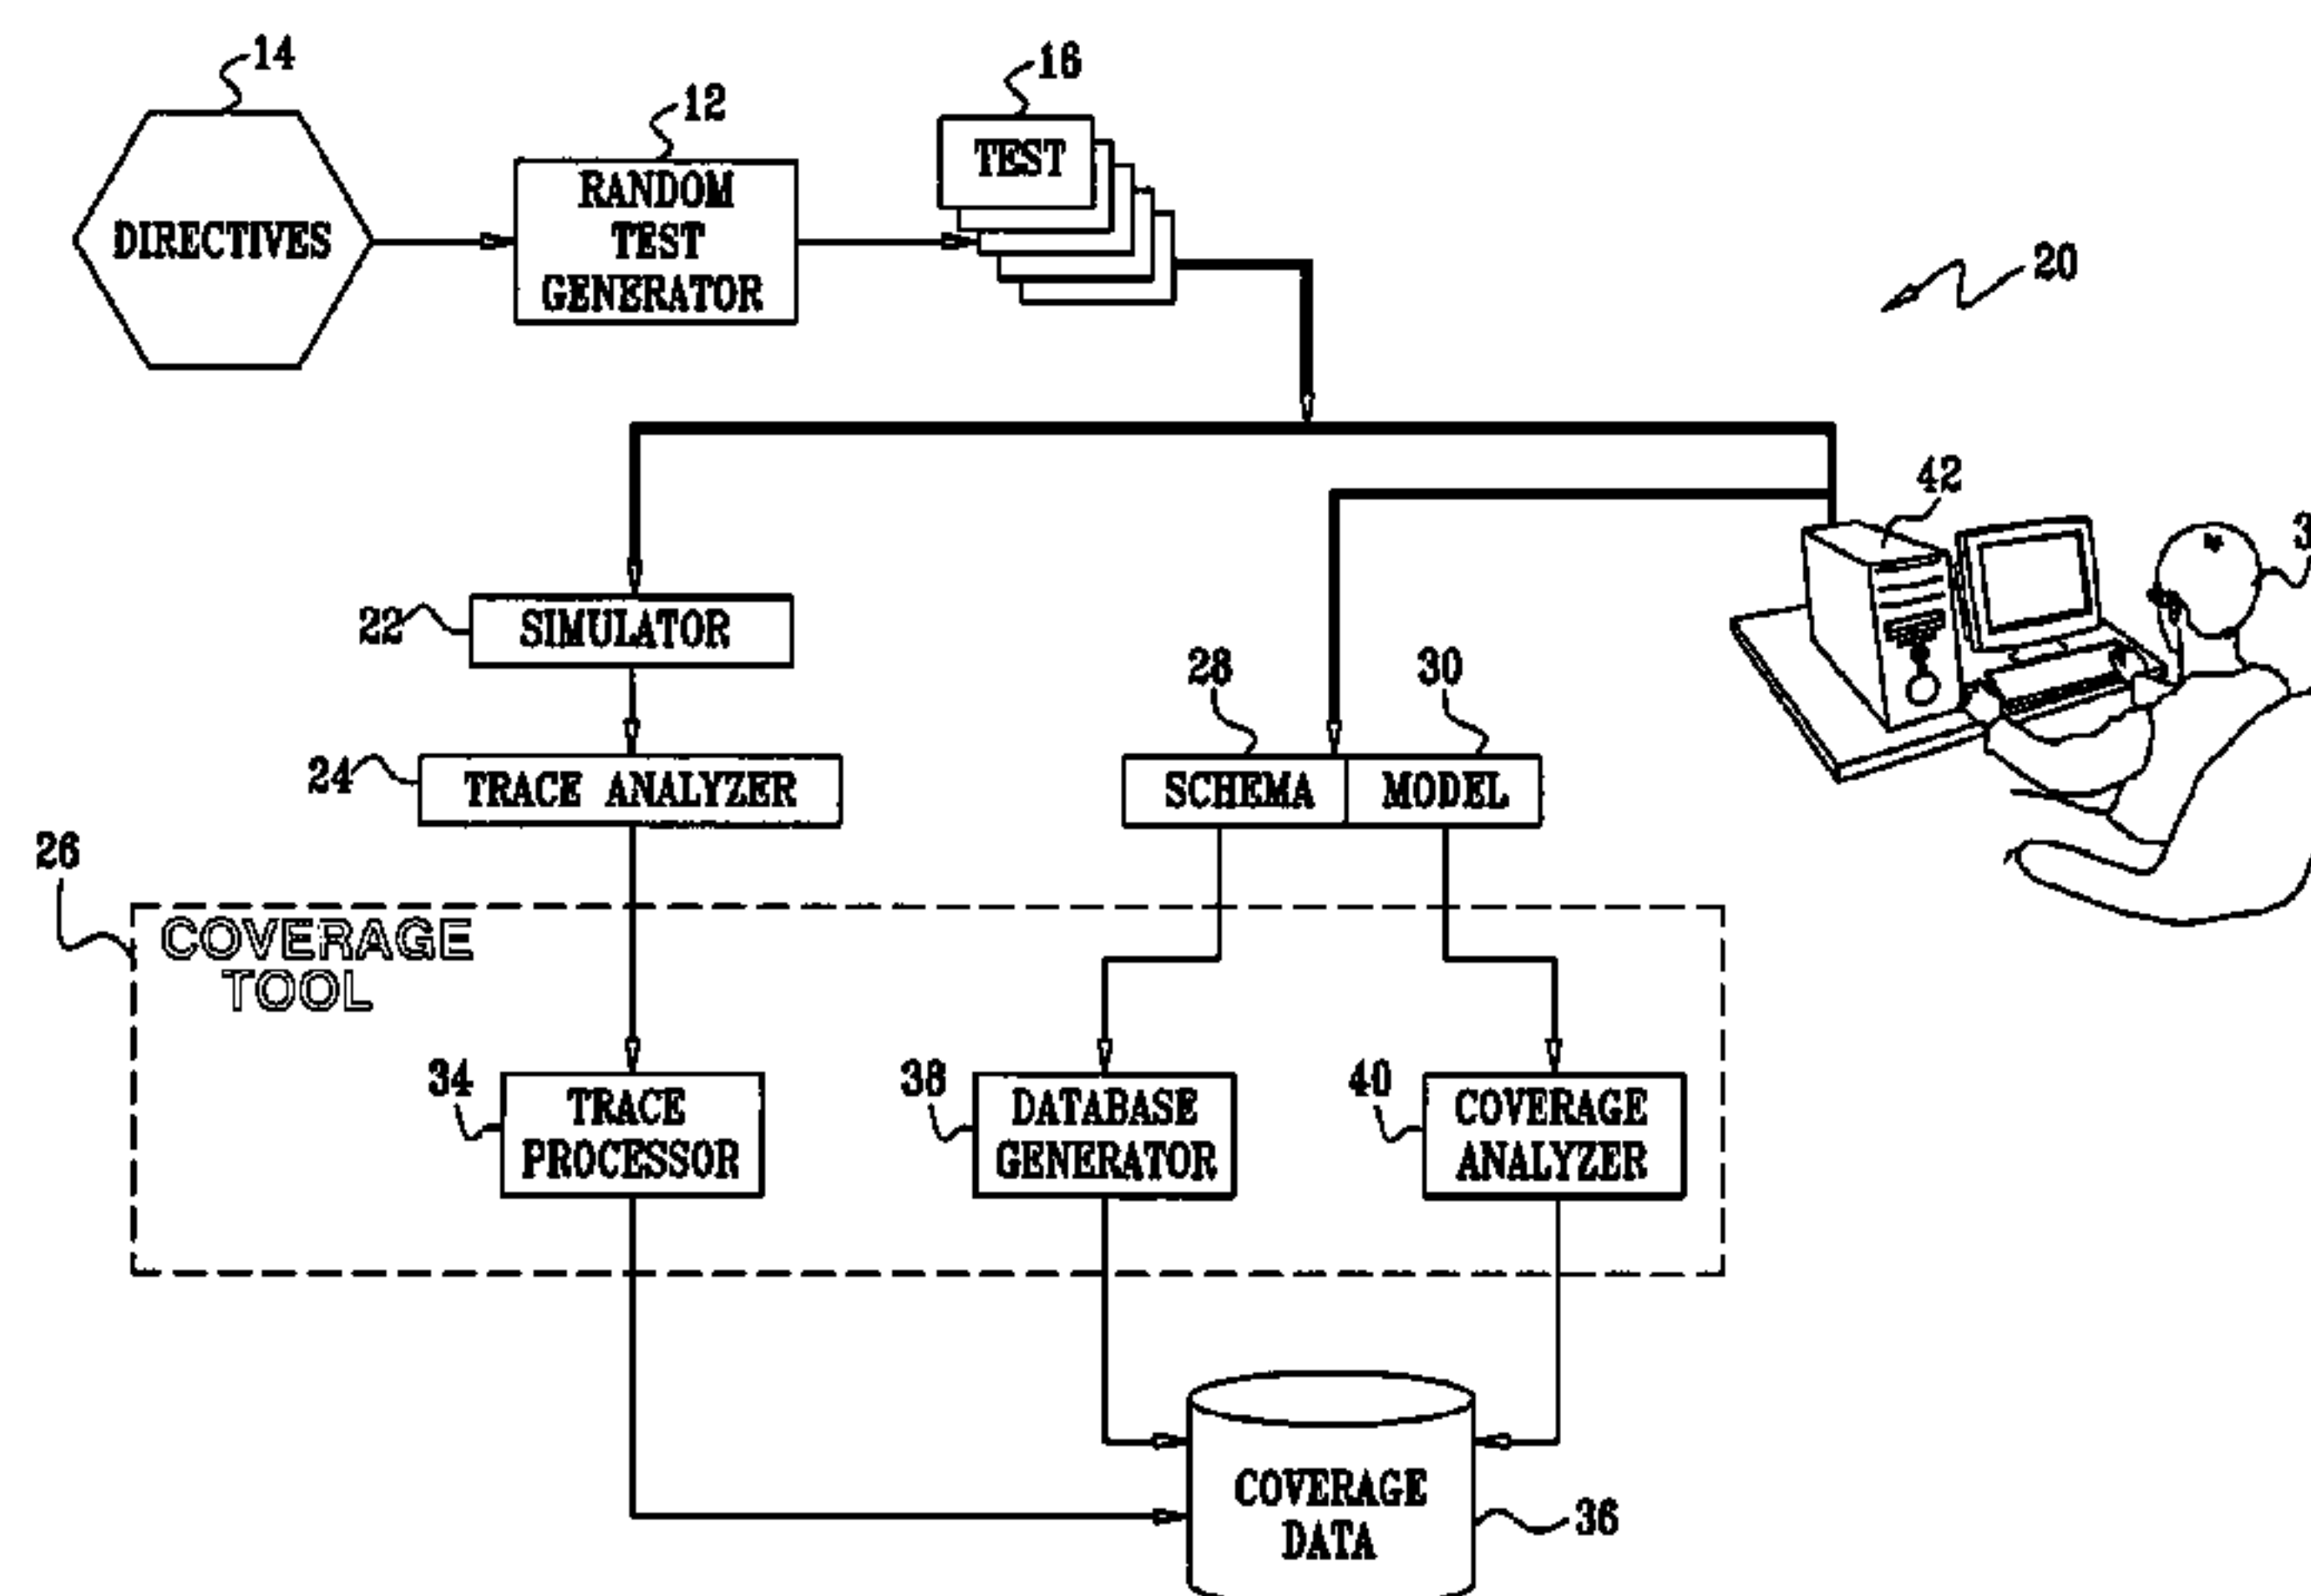 14
12
16
TEST
RANDOM
TEST
GENERATOR
DIRECTIVES
20
42
22
SIMULATOR
28
30
24
TRACE ANALYZER
SCHEMA
MODEL
26
COVERAGE
TOOL
34
TRACE
PROCESSOR
38
DATABASE
GENERATOR
40
COVERAGE
ANALYZER
COVERAGE
DATA
36